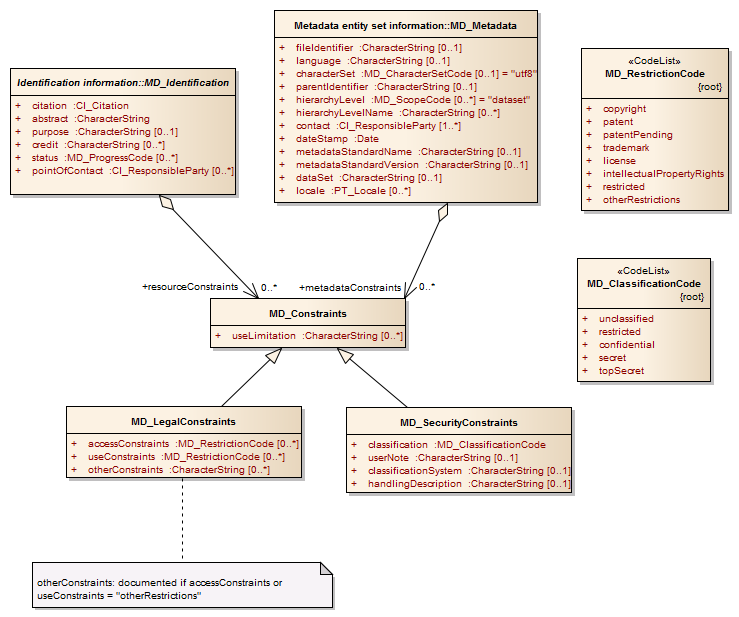 Identification information::MD_Identification
+ citation :CI_Citation
+ abstract :CharacterString
+ purpose :CharacterString [0..1]
+ credit :CharacterString [0..*]
+ status :MD_ProgressCode [0..*]
+ pointOfContact :CI_ResponsibleParty [0..*]
Metadata entity set information::MD_Metadata
+ fileIdentifier :CharacterString [0..1]
+ language :CharacterString [0..1]
+ characterSet :MD_CharacterSetCode [0..1] = "utf8"
+ parentIdentifier :CharacterString [0..1]
+ hierarchyLevel :MD_ScopeCode [0..*] = "dataset"
+ hierarchyLevelName :CharacterString [0..*]
+ contact :CI_ResponsibleParty [1..*]
+ dateStamp :Date
+ metadataStandardName :CharacterString [0..1]
+ metadataStandardVersion :CharacterString [0..1]
+ dataSet :CharacterString [0..1]
+ locale :PT_Locale [0..*]
«CodeList»
MD_RestrictionCode
{root}
+ copyright
+ patent
+ patentPending
+ trademark
+ license
+ intellectualPropertyRights
+ restricted
+ otherRestrictions
+resourceConstraints 0..*
+metadataConstraints 0..*
«CodeList»
MD_ClassificationCode
{root}
+ unclassified
+ restricted
+ confidential
+ secret
+ topSecret
MD_Constraints
+ useLimitation :CharacterString [0..*]
MD_LegalConstraints
+ accessConstraints :MD_RestrictionCode [0..*]
+ useConstraints :MD_RestrictionCode [0..*]
+ otherConstraints :CharacterString [0..*]
MD_SecurityConstraints
+ classification :MD_ClassificationCode
+ userNote :CharacterString [0..1]
+ classificationSystem :CharacterString [0..1]
+ handlingDescription :CharacterString [0..1]
otherConstraints: documented if accessConstraints or
useConstraints = "otherRestrictions"